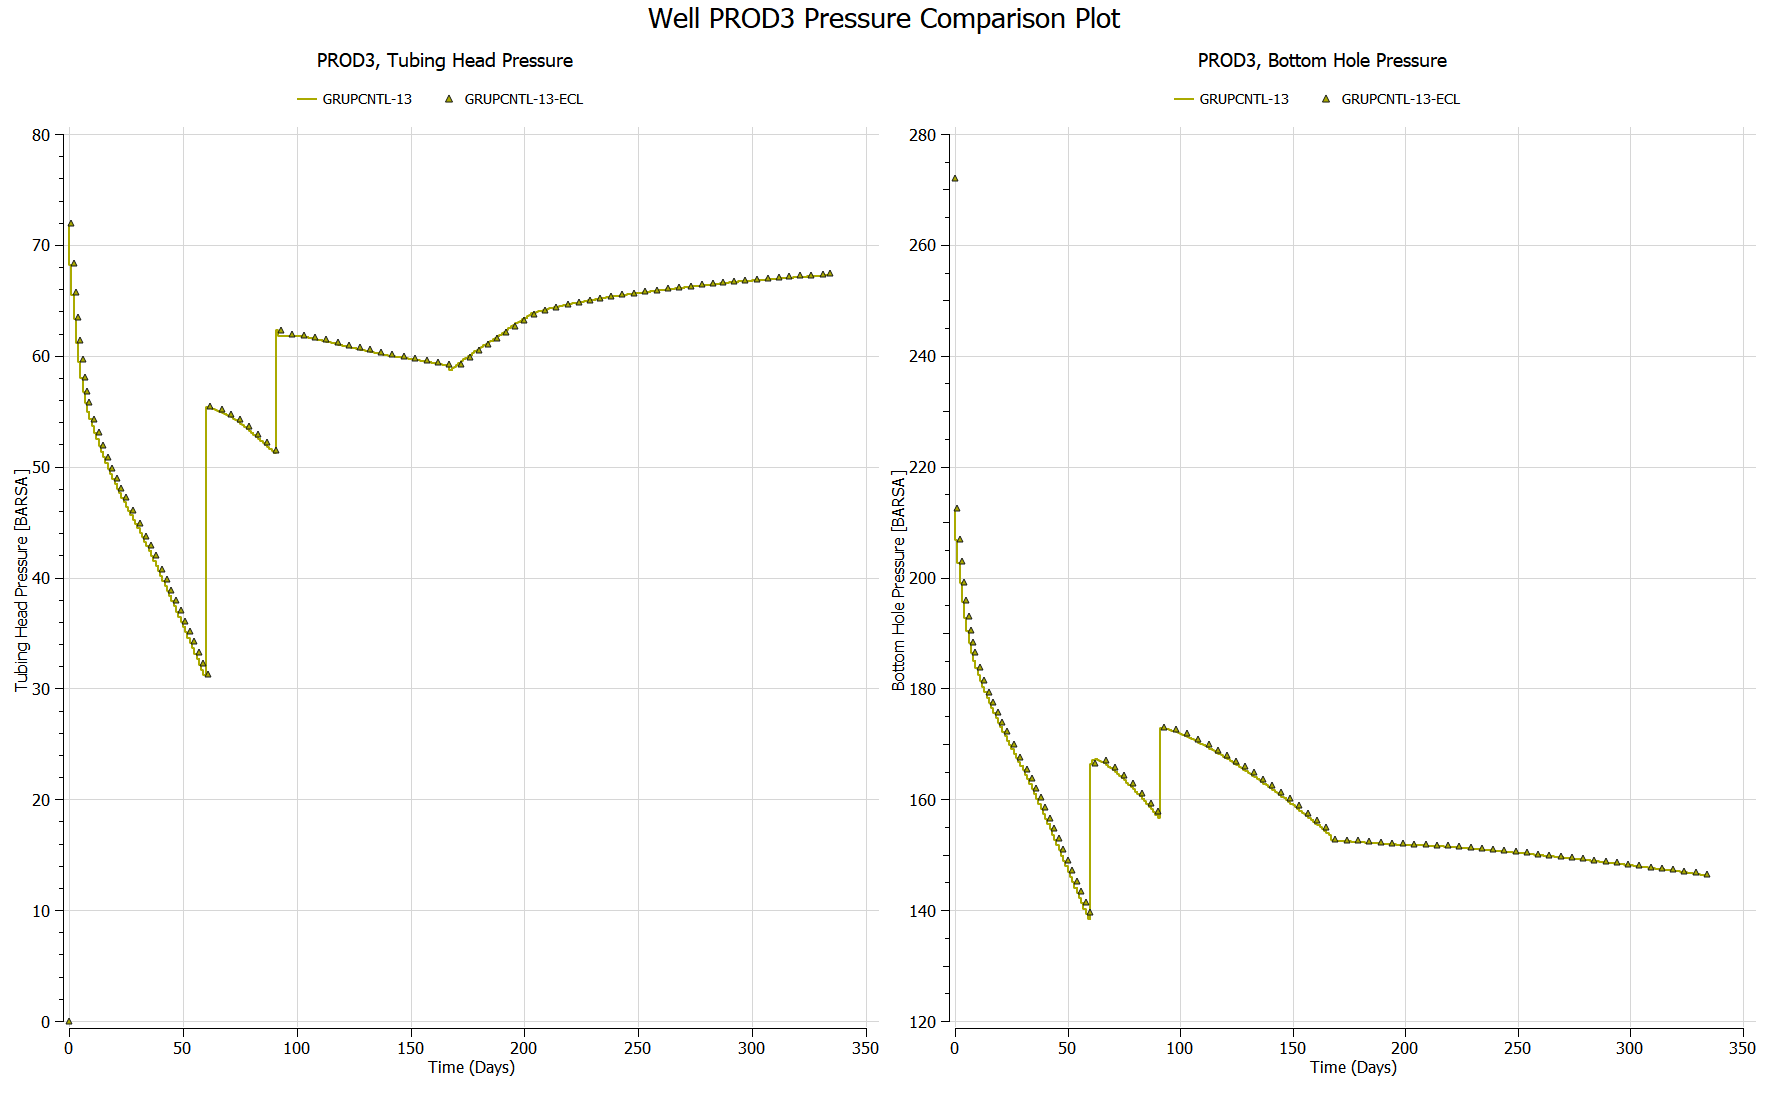 Well PROD3 Pressure Comparison Plot
PROD3, Tubing Head Pressure
GRUPCNTL-13 GRUPCNTL-13-ECL
80
70
60
50
40
30
20
10
0
Tubing Head Pressure [BARSA]
0 50 100 150 200 250 300 350
Time (Days)
PROD3, Bottom Hole Pressure
GRUPCNTL-13 GRUPCNTL-13-ECL
280
260
240
220
200
180
160
140
120
Bottom Hole Pressure [BARSA]
0 50 100 150 200 250 300 350
Time (Days)